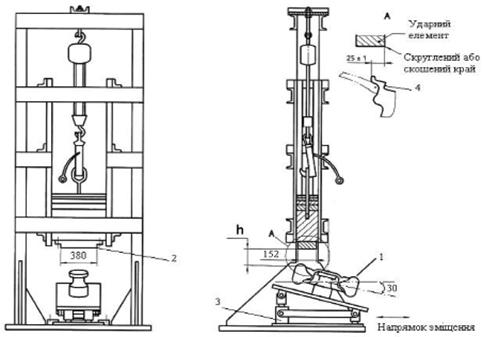 А
Ударний
елемент
Скруглений або
скошений край
25 ± 1
4
h
А
152
2
380
1
30
3
Напрямок зміщення